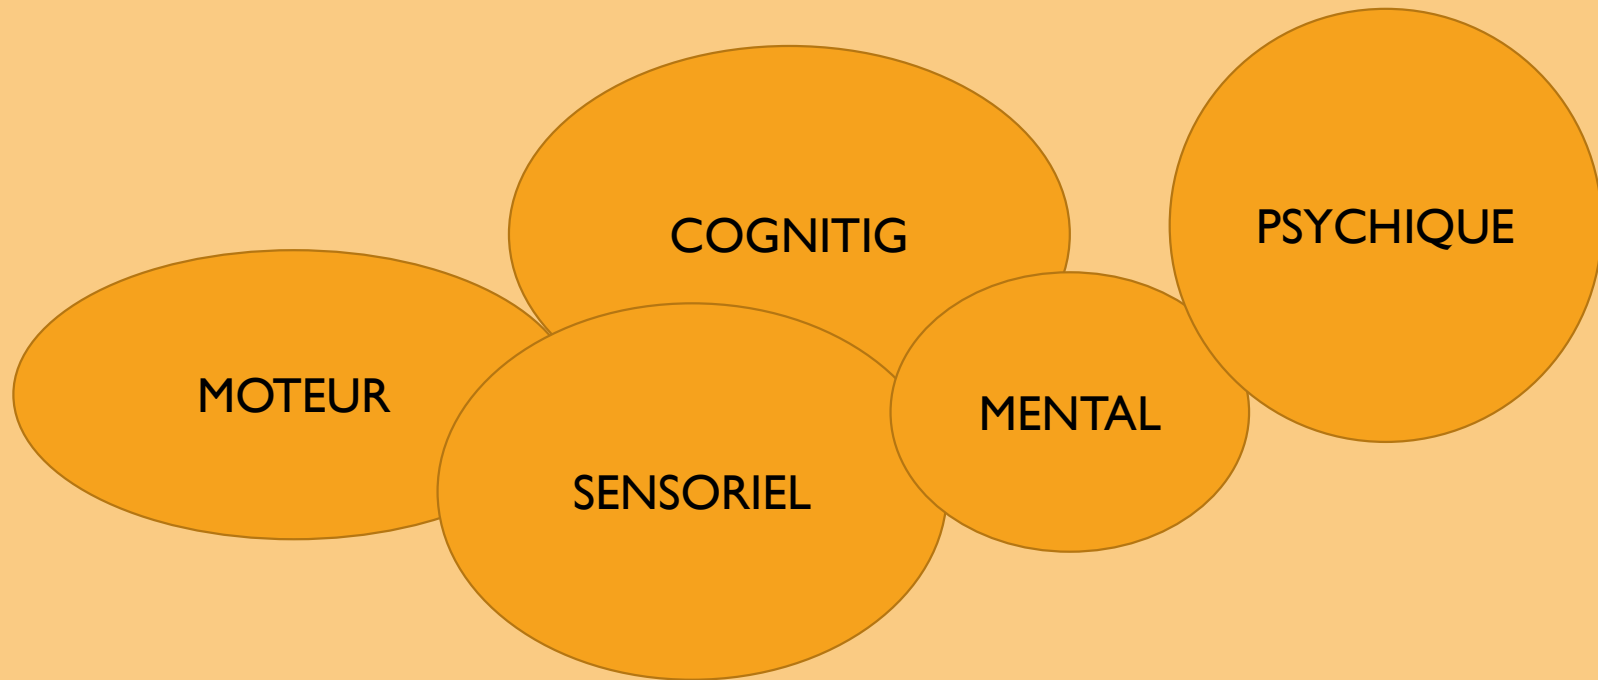 MOTEUR
COGNITIG
SENSORIEL
MENTAL
PSYCHIQUE